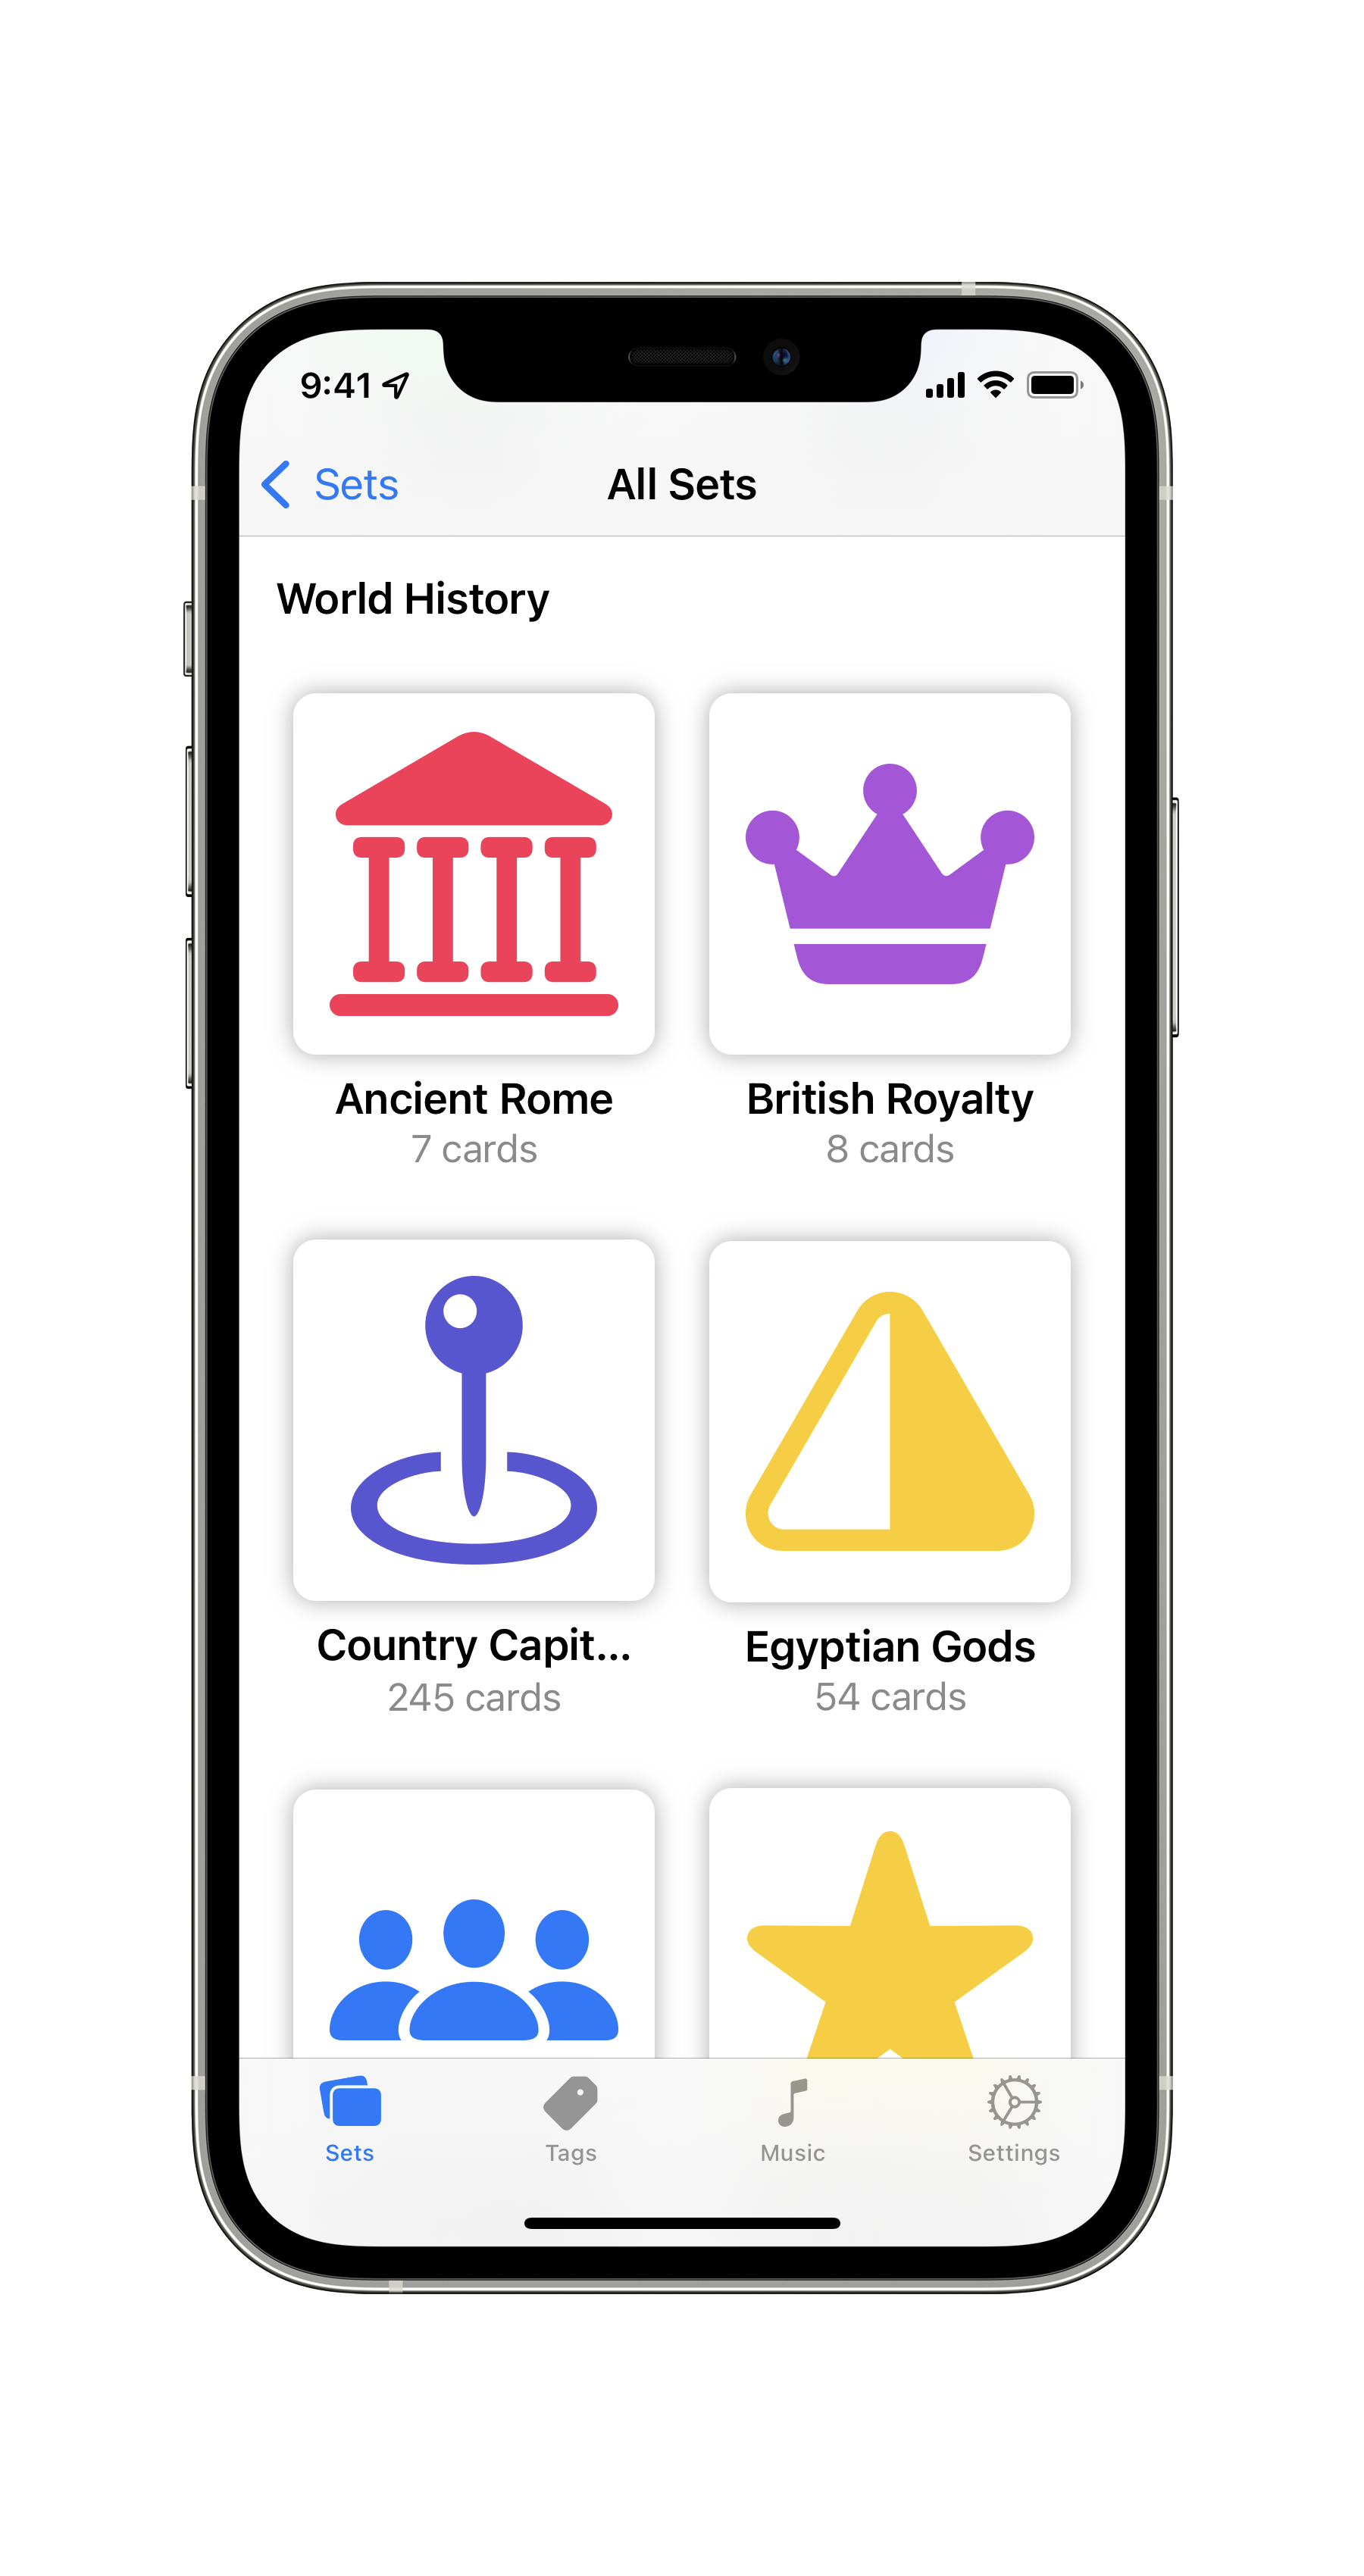 9:41
Sets
All Sets
World History
Ancient Rome
7 cards
British Royalty
8 cards
Country Capit...
245 cards
Egyptian Gods
54 cards
Sets
Tags
Music
Settings